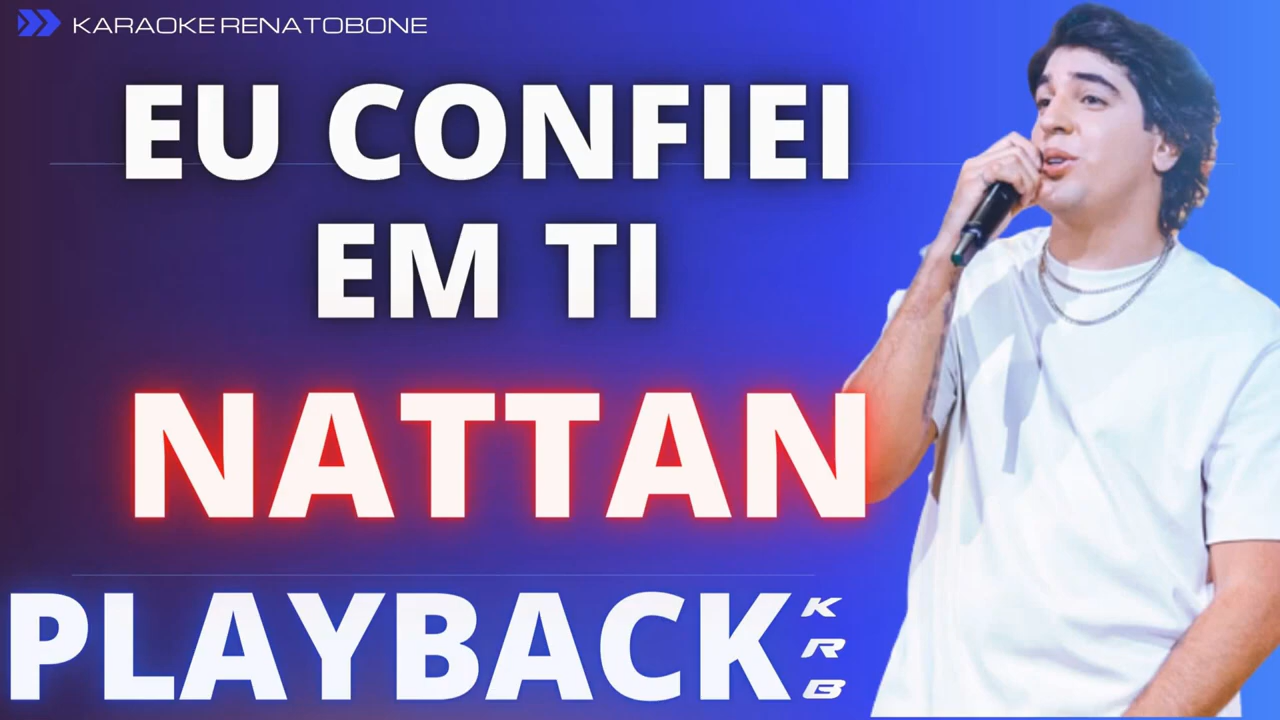 KARAOKE RENATOBONE
EU CONFIEI
EM TI
NATTAN
PLAYBACK
K
R
B